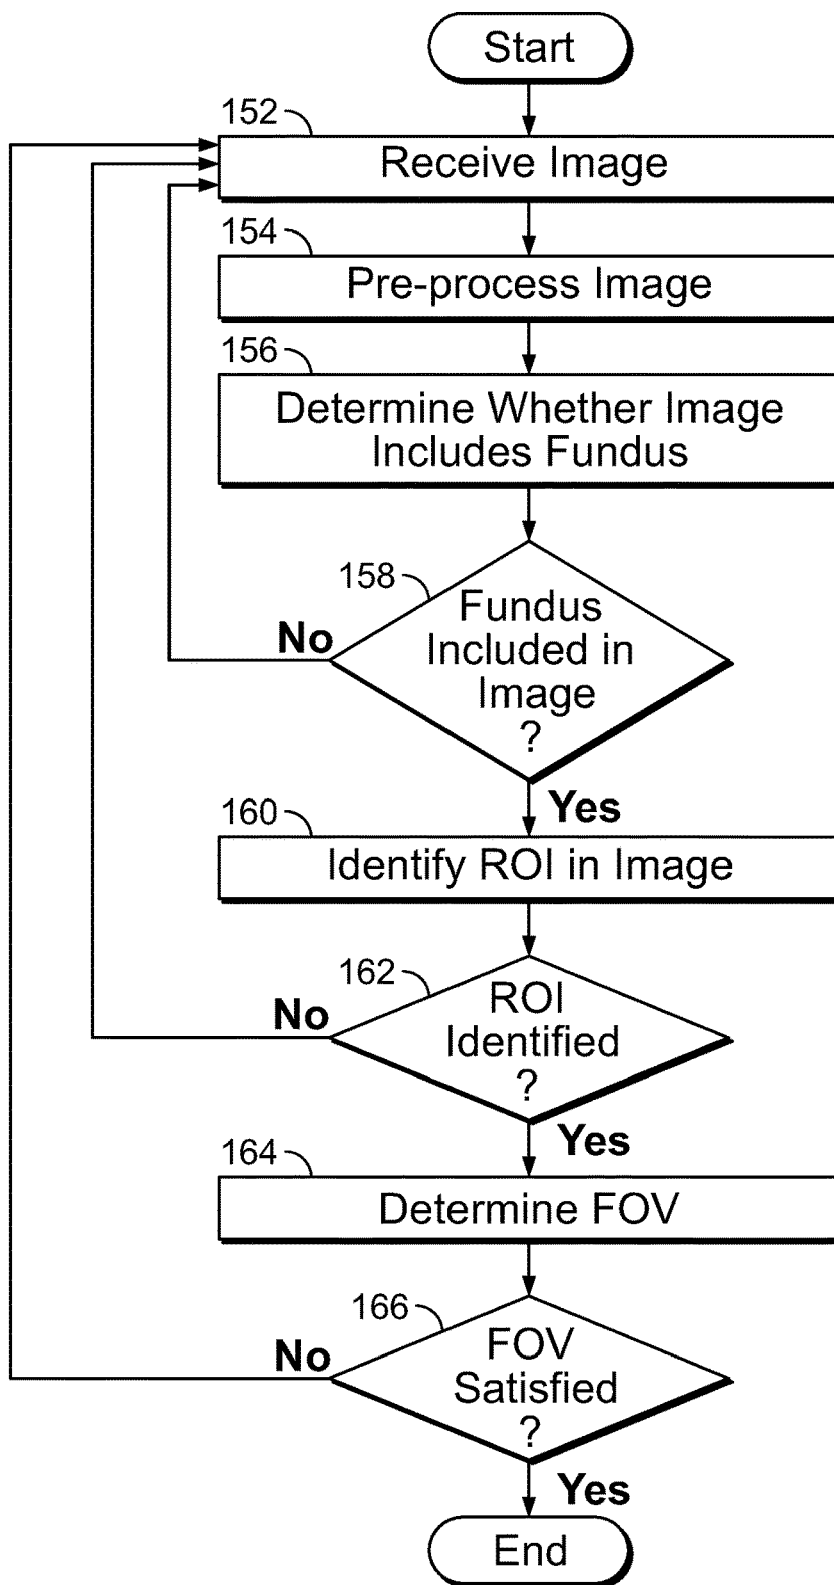 Start
152
Receive Image
154
Pre-process Image
156
Determine Whether Image
Includes Fundus
158
Fundus
Included in
Image
?
No
Yes
160
Identify ROI in Image
162
ROI
Identified
?
No
Yes
164
Determine FOV
166
FOV
Satisfied
?
No
Yes
End